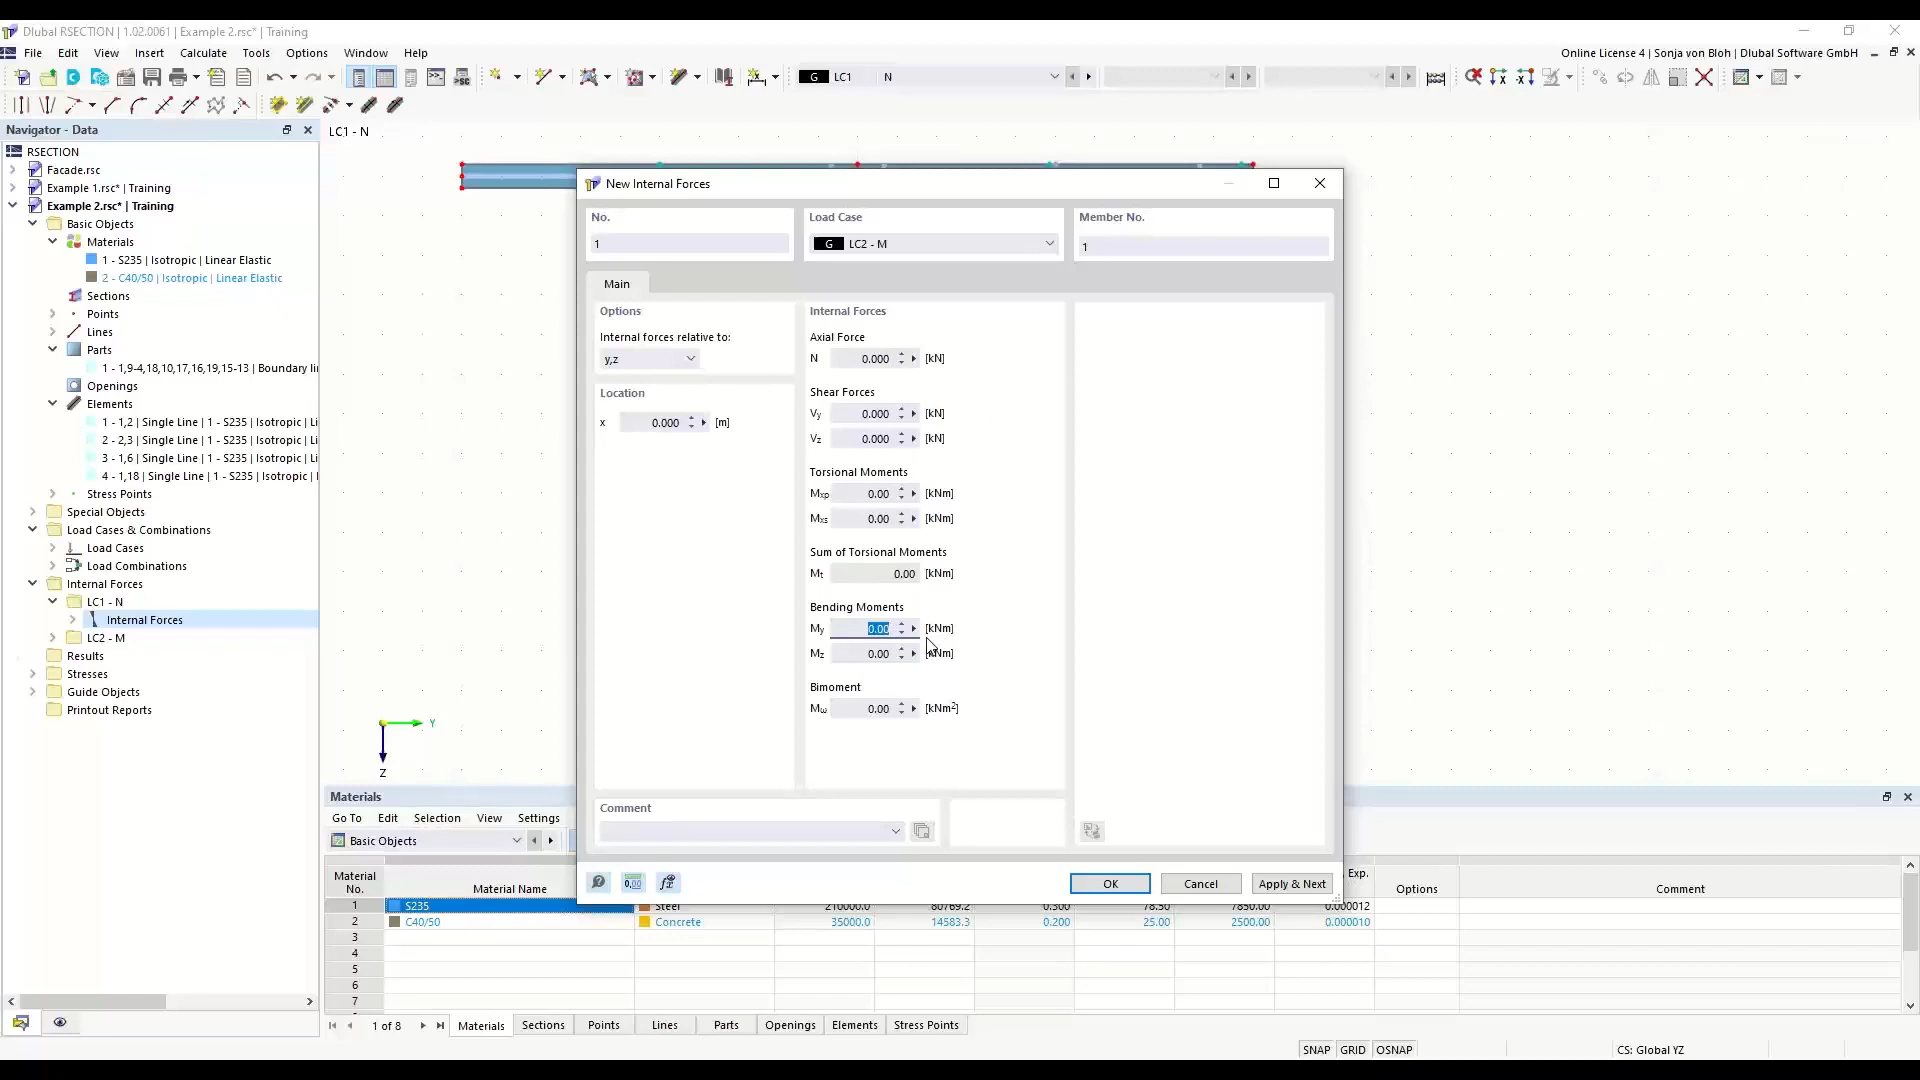 Dlubal RSECTION | 1.02.0061 | Example 2.rsc* | Training
File Edit View Insert Calculate Tools Options Window Help
Online License 4 | Sonja von Bloh | Dlubal Software GmbH
G LC1 N
Navigator - Data
RSECTION
Facade.rsc
Example 1.rsc* | Training
Example 2.rsc* | Training
Basic Objects
Materials
1 - S235 | Isotropic | Linear Elastic
2 - C40/50 | Isotropic | Linear Elastic
Sections
Points
Lines
Parts
1 - 1,9-4,18,10,17,16,19,15-13 | Boundary li
Openings
Elements
1 - 1,2 | Single Line | 1 - S235 | Isotropic | Li
2 - 2,3 | Single Line | 1 - S235 | Isotropic | Li
3 - 1,6 | Single Line | 1 - S235 | Isotropic | Li
4 - 1,18 | Single Line | 1 - S235 | Isotropic |
Stress Points
Special Objects
Load Cases & Combinations
Load Cases
Load Combinations
Internal Forces
LC1 - N
Internal Forces
LC2 - M
Results
Stresses
Guide Objects
Printout Reports
LC1 - N
Y
Z
New Internal Forces
No.
1
Load Case
G LC2 - M
Member No.
1
Main
Options
Internal forces relative to:
y,z
Location
x 0.000 [m]
Internal Forces
Axial Force
N 0.000 [kN]
Shear Forces
Vy 0.000 [kN]
Vz 0.000 [kN]
Torsional Moments
Mxp 0.00 [kNm]
Mxs 0.00 [kNm]
Sum of Torsional Moments
Mt 0.00 [kNm]
Bending Moments
My 0.00 [kNm]
Mz 0.00 [kNm]
Bimoment
Mω 0.00 [kNm2]
Comment
0,00
OK Cancel Apply & Next
Materials
Go To Edit Selection View Settings
Basic Objects
Material No. Material Name Exp. Options Comment
1 S235 Steel 210000.0 80769.2 0.300 78.50 7850.00 0.000012
2 C40/50 Concrete 35000.0 14583.3 0.200 25.00 2500.00 0.000010
3
4
5
6
7
1 of 8 Materials Sections Points Lines Parts Openings Elements Stress Points
SNAP GRID OSNAP CS: Global YZ